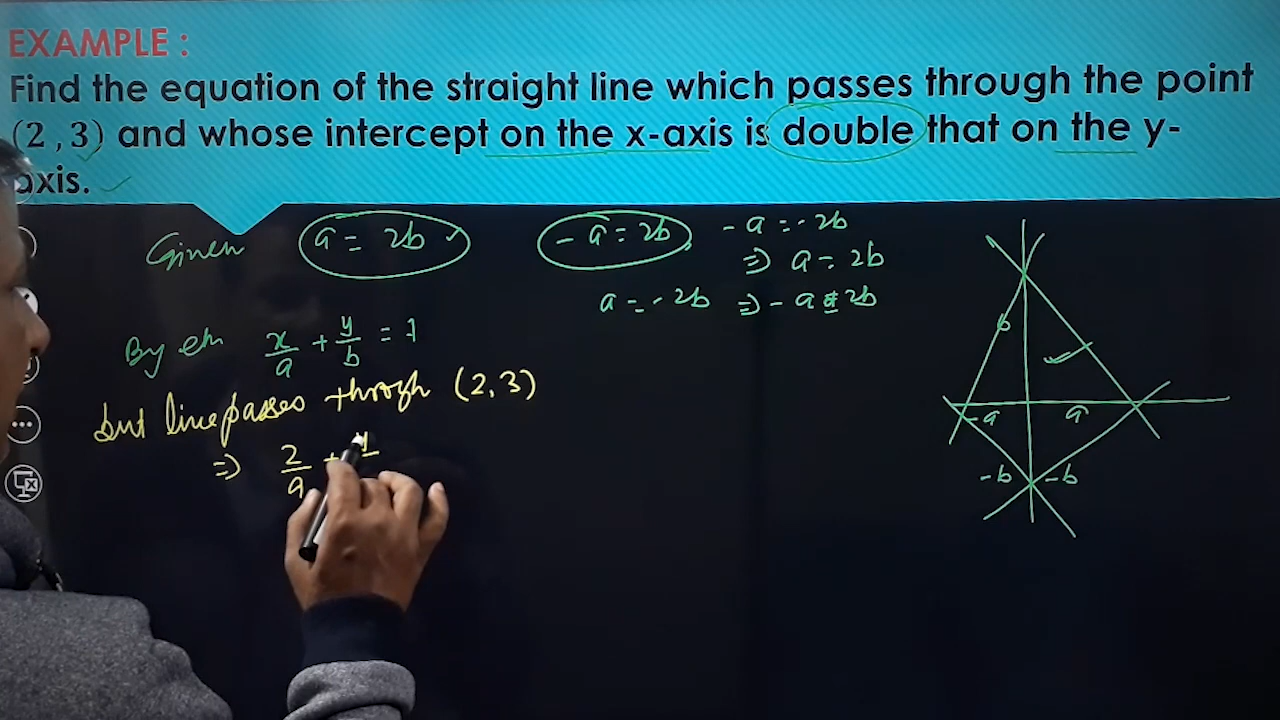 EXAMPLE :
Find the equation of the straight line which passes through the point
(2 ,3) and whose intercept on the x-axis is double that on the y-
axis.
Given a = 2b -a = 2b -a = -2b
⇒ a = 2b
a = -2b ⇒ -a = 2b
By eqn x/a + y/b = 1
but line passes through (2,3)
⇒ 2/a +
b
-a a
-b -b